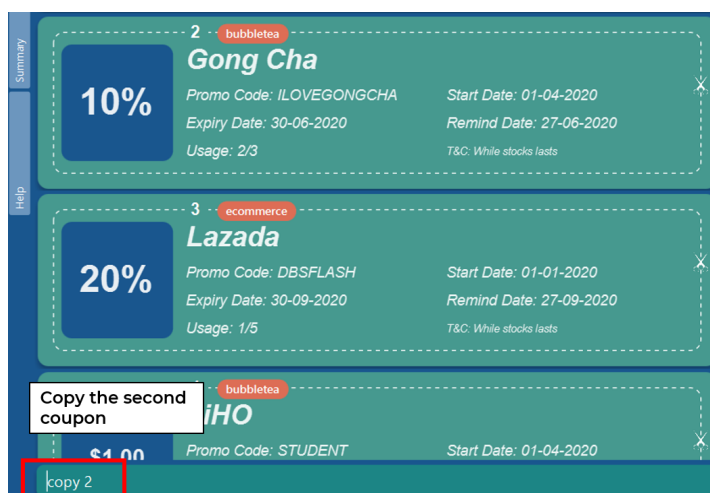 Summary
Help
2 bubbletea
Gong Cha
10%
Promo Code: ILOVEGONGCHA Start Date: 01-04-2020
Expiry Date: 30-06-2020 Remind Date: 27-06-2020
Usage: 2/3 T&C: While stocks lasts
3 ecommerce
Lazada
20%
Promo Code: DBSFLASH Start Date: 01-01-2020
Expiry Date: 30-09-2020 Remind Date: 27-09-2020
Usage: 1/5 T&C: While stocks lasts
bubbletea
Copy the second
coupon
iHO
$1.00
Promo Code: STUDENT Start Date: 01-04-2020
copy 2